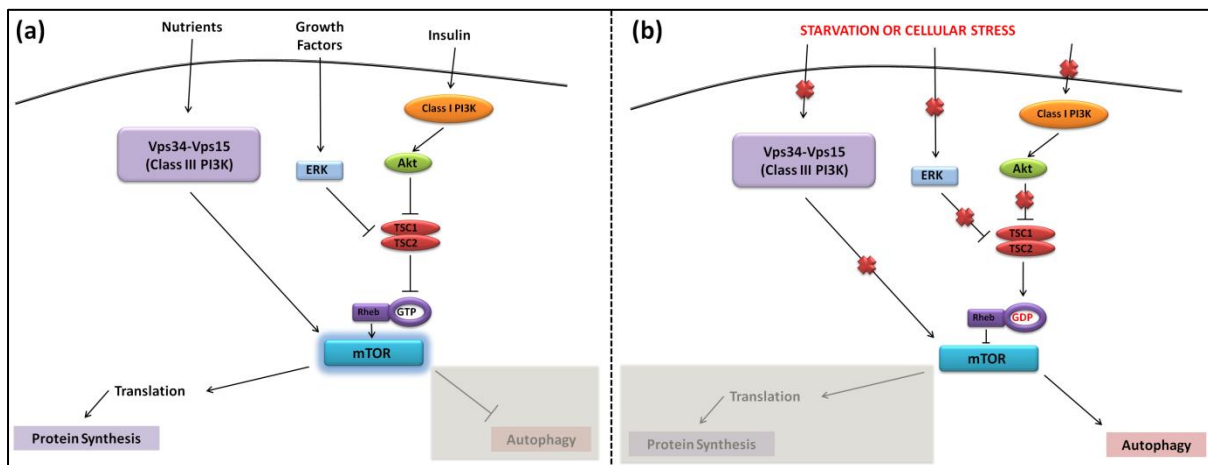 (a)
Nutrients
Growth
Factors
Insulin
Class I PI3K
Vps34-Vps15
(Class III PI3K)
ERK
Akt
TSC1
TSC2
Rheb
GTP
mTOR
Translation
Protein Synthesis
Autophagy
(b)
STARVATION OR CELLULAR STRESS
Class I PI3K
Vps34-Vps15
(Class III PI3K)
ERK
Akt
TSC1
TSC2
Rheb
GDP
mTOR
Translation
Protein Synthesis
Autophagy